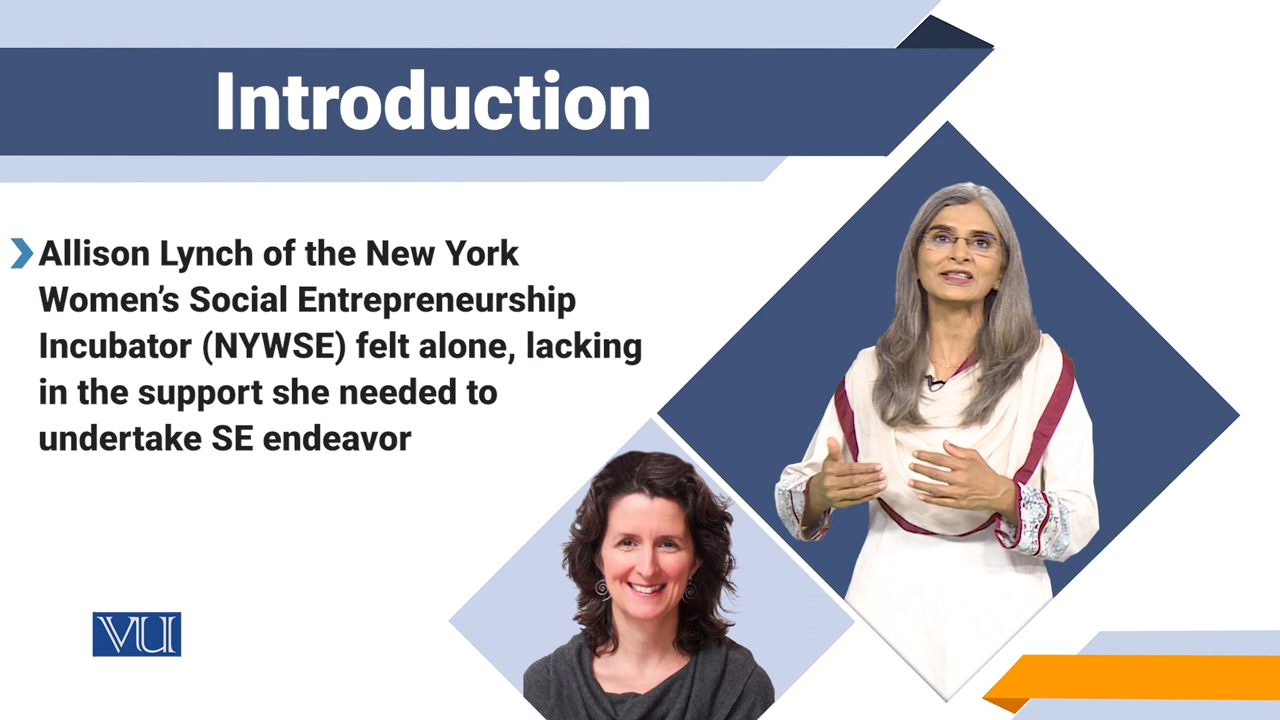 Introduction
Allison Lynch of the New York
Women’s Social Entrepreneurship
Incubator (NYWSE) felt alone, lacking
in the support she needed to
undertake SE endeavor
VU